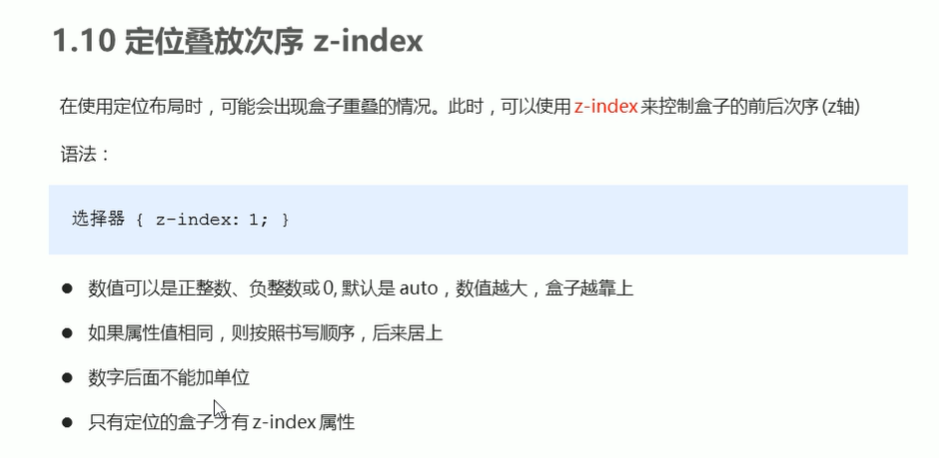 1.10 定位叠放次序 z-index
在使用定位布局时，可能会出现盒子重叠的情况。此时，可以使用 z-index 来控制盒子的前后次序 (z轴)
语法：
选择器 { z-index: 1; }
● 数值可以是正整数、负整数或 0, 默认是 auto，数值越大，盒子越靠上
● 如果属性值相同，则按照书写顺序，后来居上
● 数字后面不能加单位
● 只有定位的盒子才有 z-index 属性